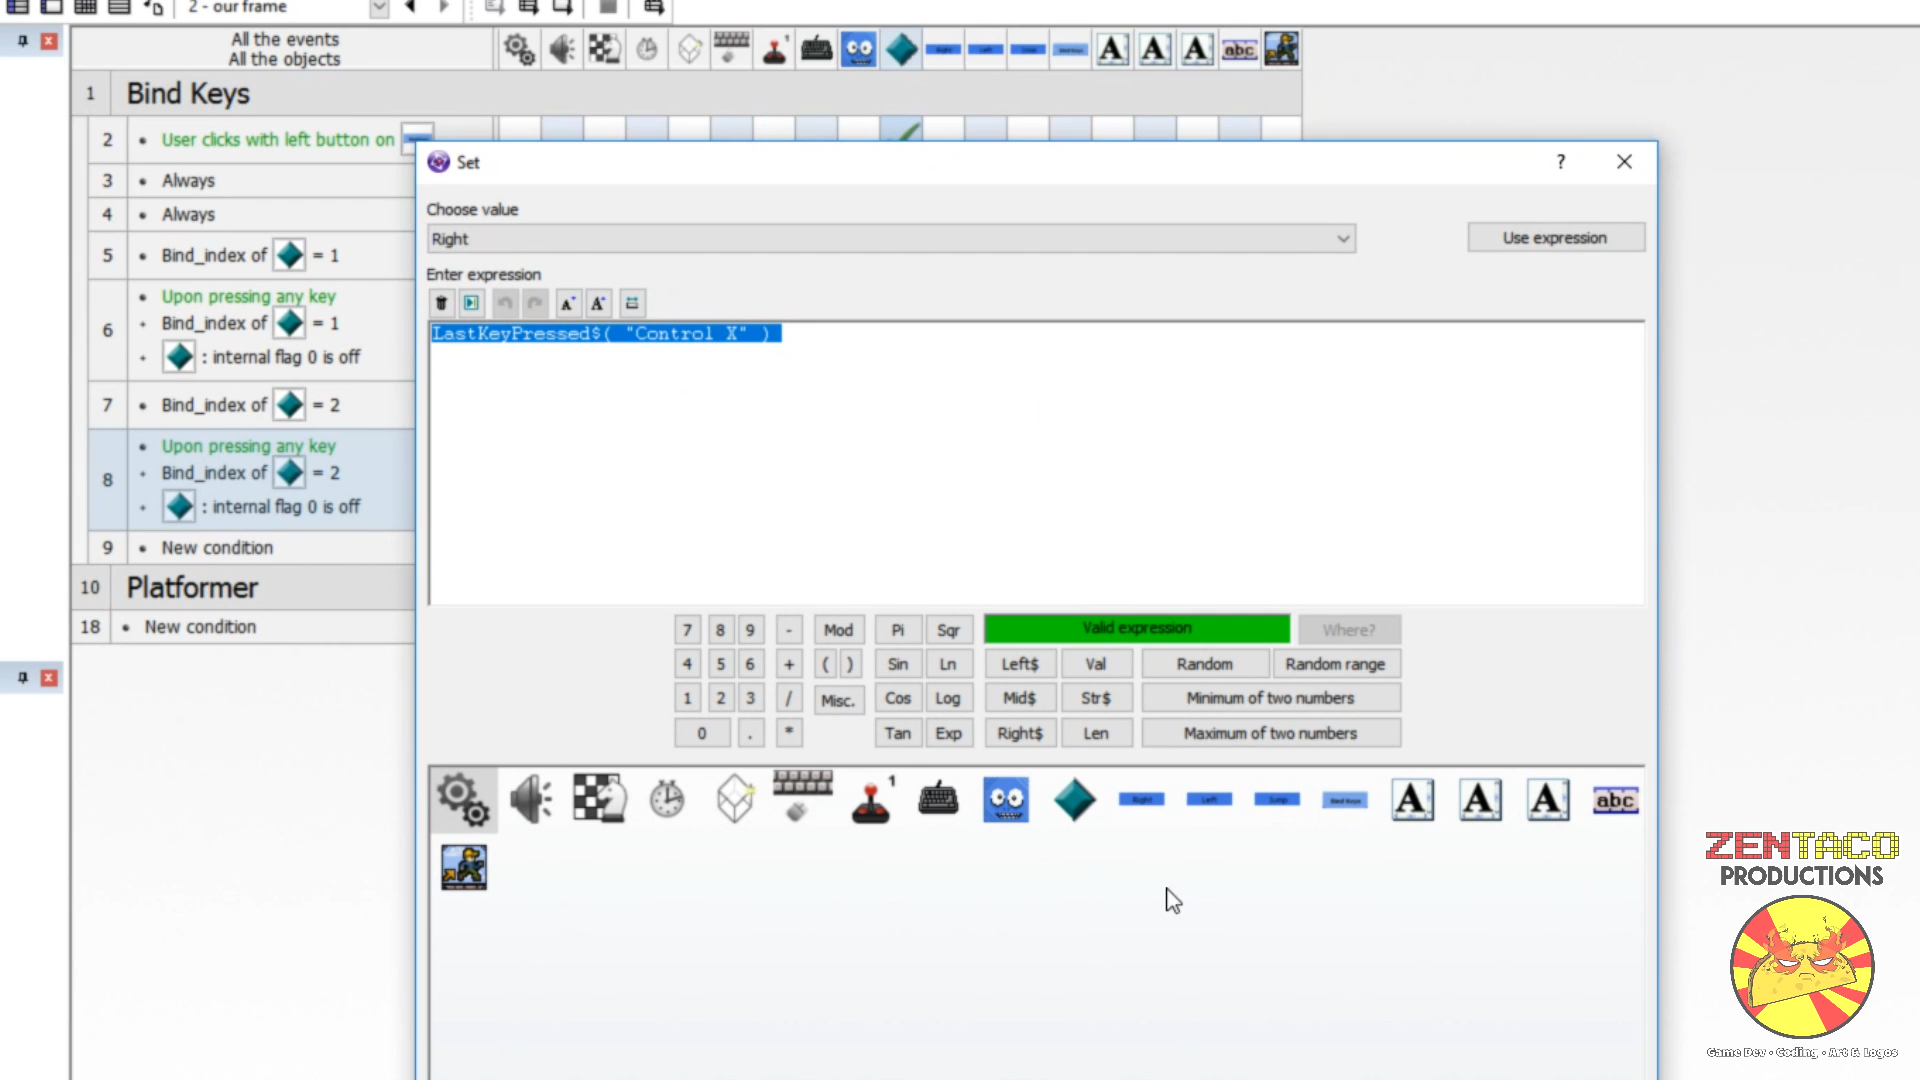 2 - our frame
All the events
All the objects
1 Bind Keys
2 • User clicks with left button on
3 • Always
4 • Always
5 • Bind_index of = 1
• Upon pressing any key
6 Bind_index of = 1
: internal flag 0 is off
7 • Bind_index of = 2
• Upon pressing any key
8 Bind_index of = 2
: internal flag 0 is off
9 • New condition
10 Platformer
18 • New condition
Set
?
Choose value
Right
Use expression
Enter expression
LastKeyPressed$( "Control X" )
7 8 9 - Mod Pi Sqr Valid expression Where?
4 5 6 + ( ) Sin Ln Left$ Val Random Random range
1 2 3 / Misc. Cos Log Mid$ Str$ Minimum of two numbers
0 . * Tan Exp Right$ Len Maximum of two numbers
1 Right Left Jump Bind Keys A A A abc
ZENTACO
PRODUCTIONS
Game Dev • Coding • Art & Logos